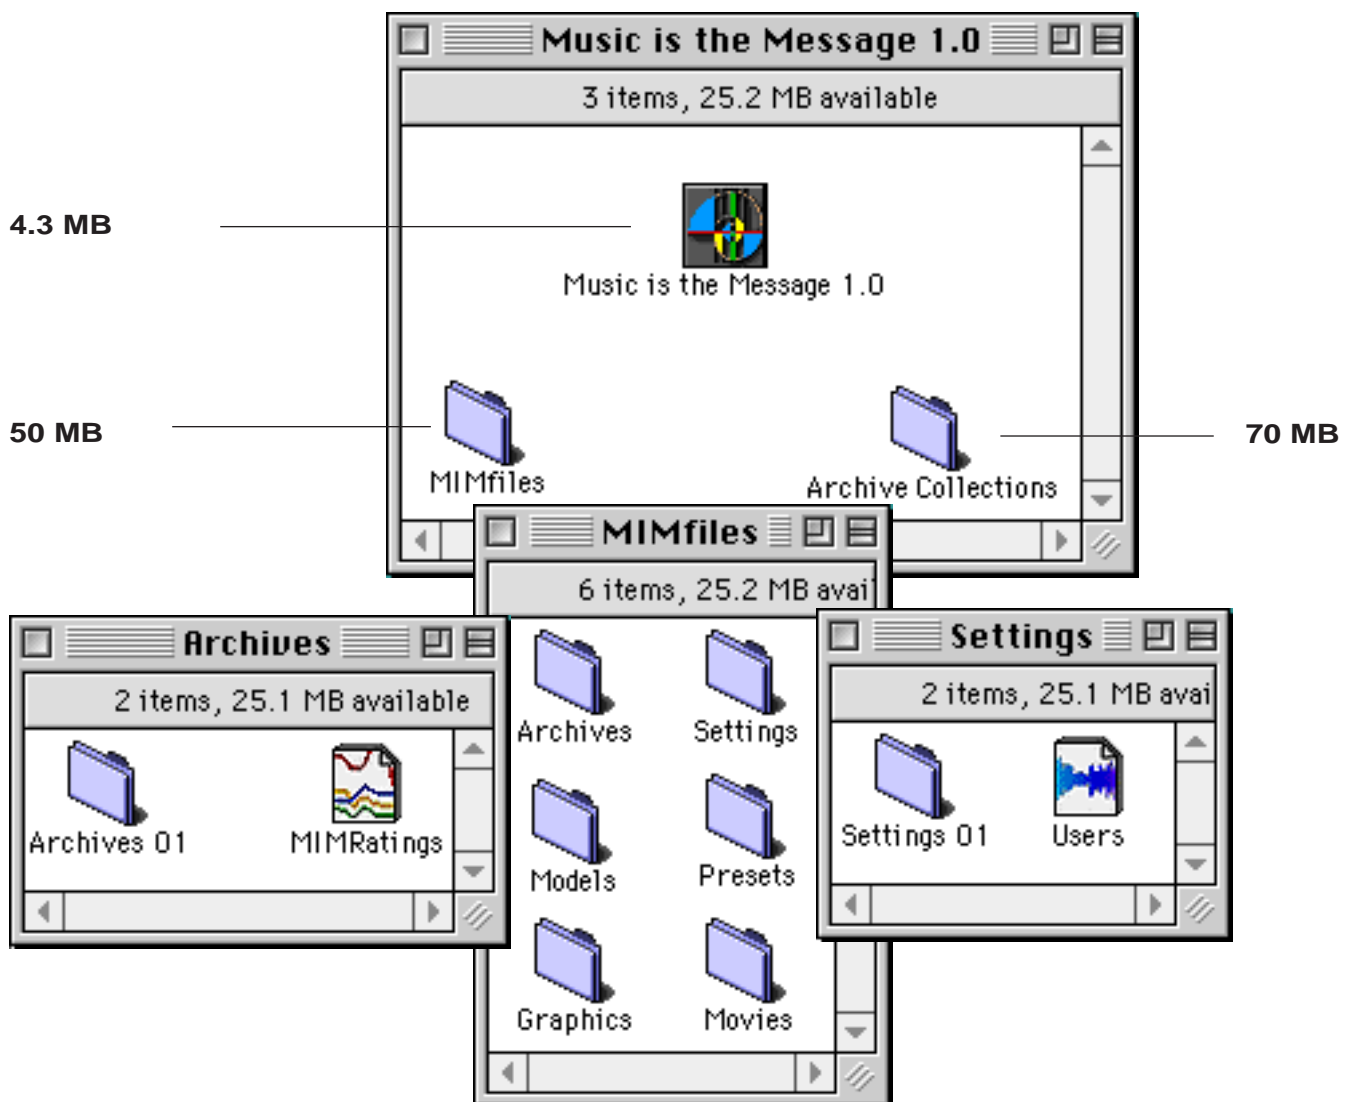 Music is the Message 1.0
3 items, 25.2 MB available
4.3 MB
Music is the Message 1.0
50 MB
70 MB
MIMfiles
Archive Collections
MIMfiles
6 items, 25.2 MB avai
Archives
2 items, 25.1 MB available
Archives 01
MIMRatings
Archives
Settings
Models
Presets
Graphics
Movies
Settings
2 items, 25.1 MB avai
Settings 01
Users